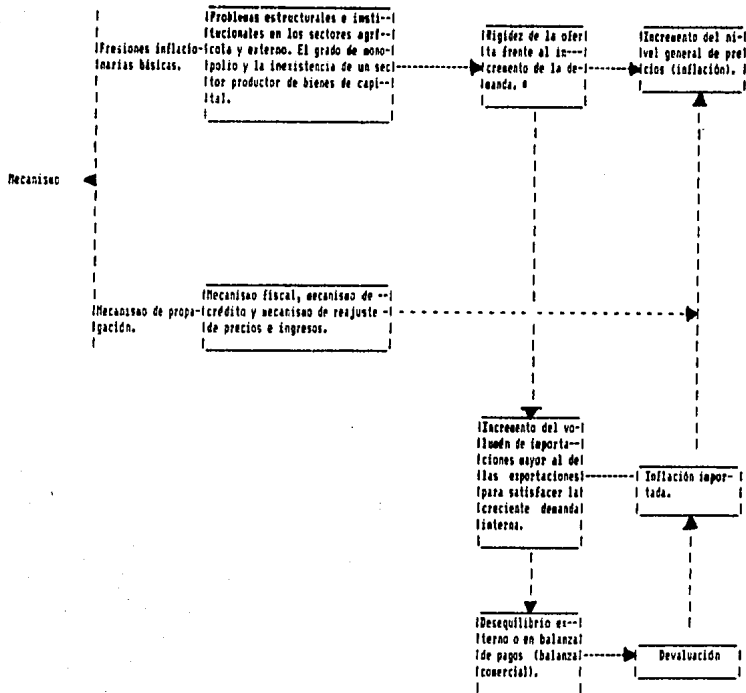 Problemas estructurales e insti--
tucionales en los sectores agrí-
cola y externo. El grado de mono-
polio y la inexistencia de un sec
tor productor de bienes de capi-
tal.
Presiones inflacio-
narias básicas.
Rigidez de la ofer
ta frente al in---
cremento de la de-
manda. *
Incremento del ni-
vel general de pre
cios (inflación).
Mecanismo
Mecanismo de propa-
gación.
Mecanismo fiscal, mecanismo de --
crédito y mecanismo de reajuste -
de precios e ingresos.
Incremento del vo-
lumén de importa--
ciones mayor al de
las exportaciones
para satisfacer la
creciente demanda
interna.
Inflación impor-
tada.
Desequilibrio ex--
terno o en balanza
de pagos (balanza
comercial).
Devaluación